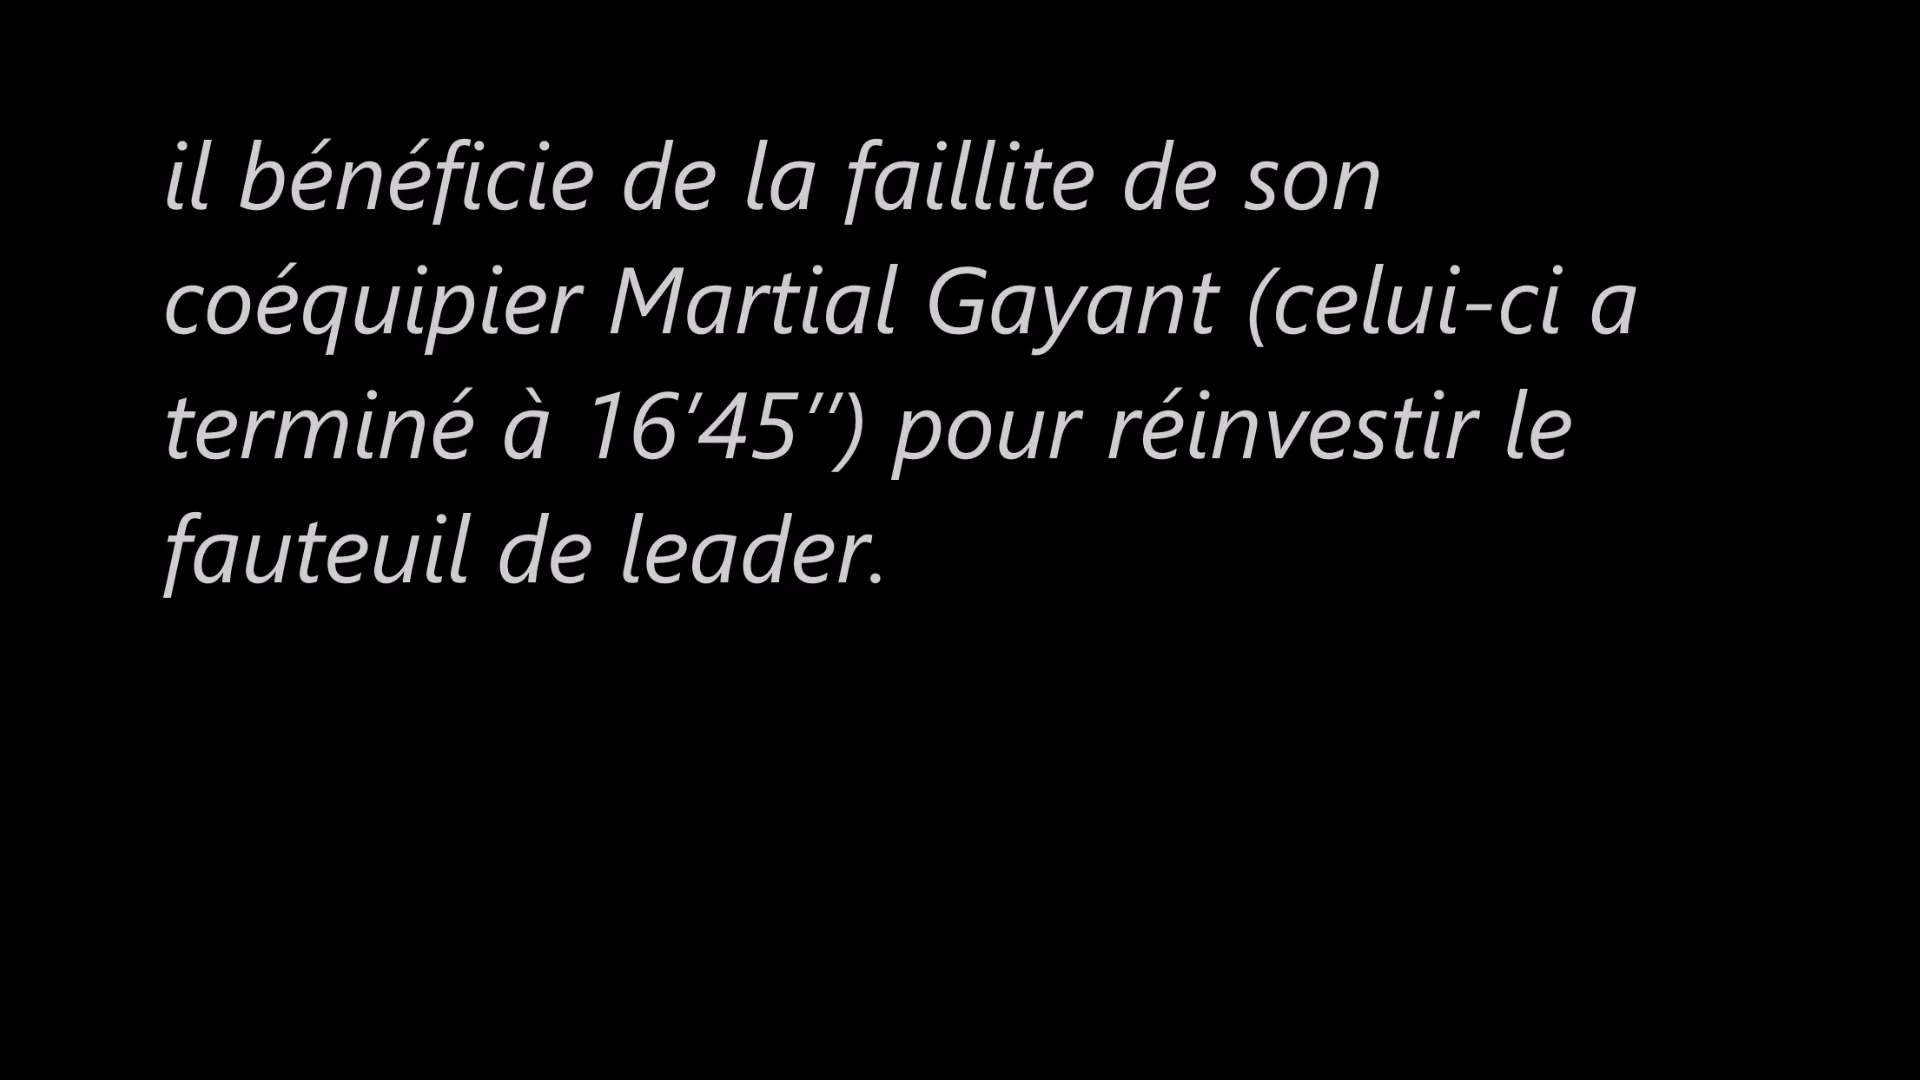 il bénéficie de la faillite de son
coéquipier Martial Gayant (celui-ci a
terminé à 16’45’’) pour réinvestir le
fauteuil de leader.